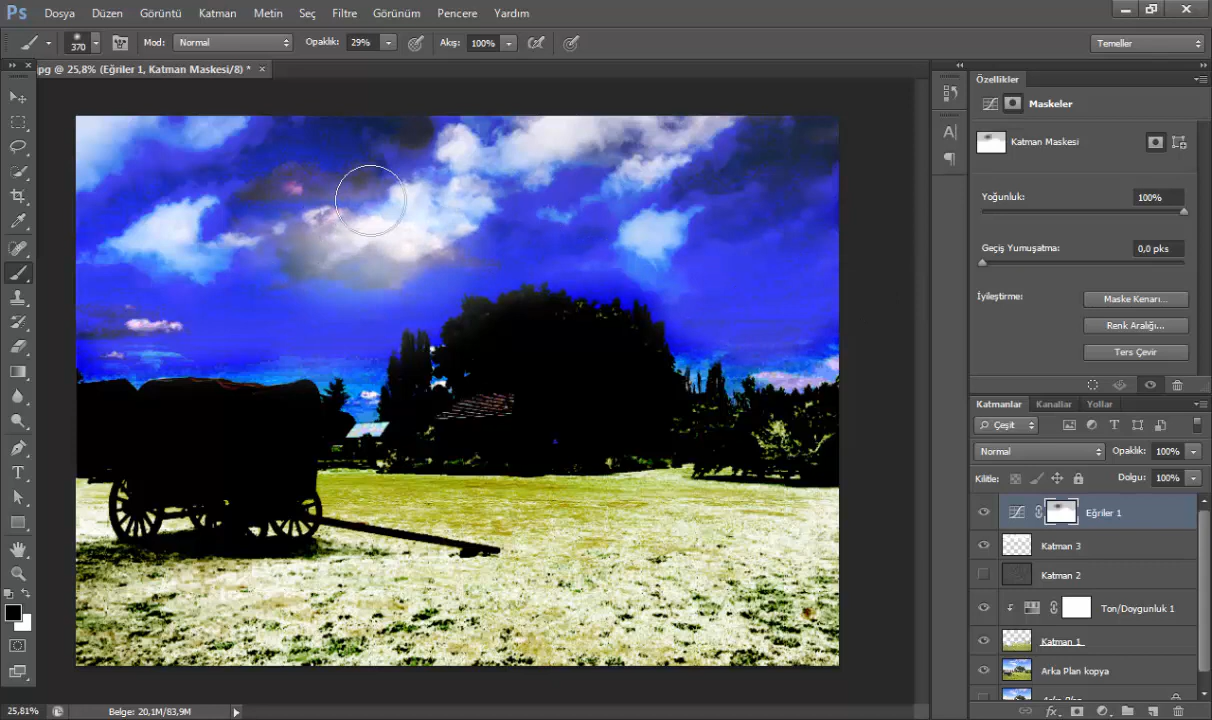 Ps Dosya Düzen Görüntü Katman Metin Seç Filtre Görünüm Pencere Yardım
370 Mod: Normal Opaklık: 29% Akış: 100% Temeller
jpg @ 25,8% (Eğriler 1, Katman Maskesi/8) * ×
Özellikler
Maskeler
Katman Maskesi
Yoğunluk: 100%
Geçiş Yumuşatma: 0,0 pks
İyileştirme: Maske Kenarı...
Renk Aralığı...
Ters Çevir
Katmanlar Kanallar Yollar
Çeşit
Normal Opaklık: 100%
Kilitle: Dolgu: 100%
Eğriler 1
Katman 3
Katman 2
Ton/Doygunluk 1
Katman 1
Arka Plan kopya
Arka Plan
25,81% Belge: 20,1M/83,9M